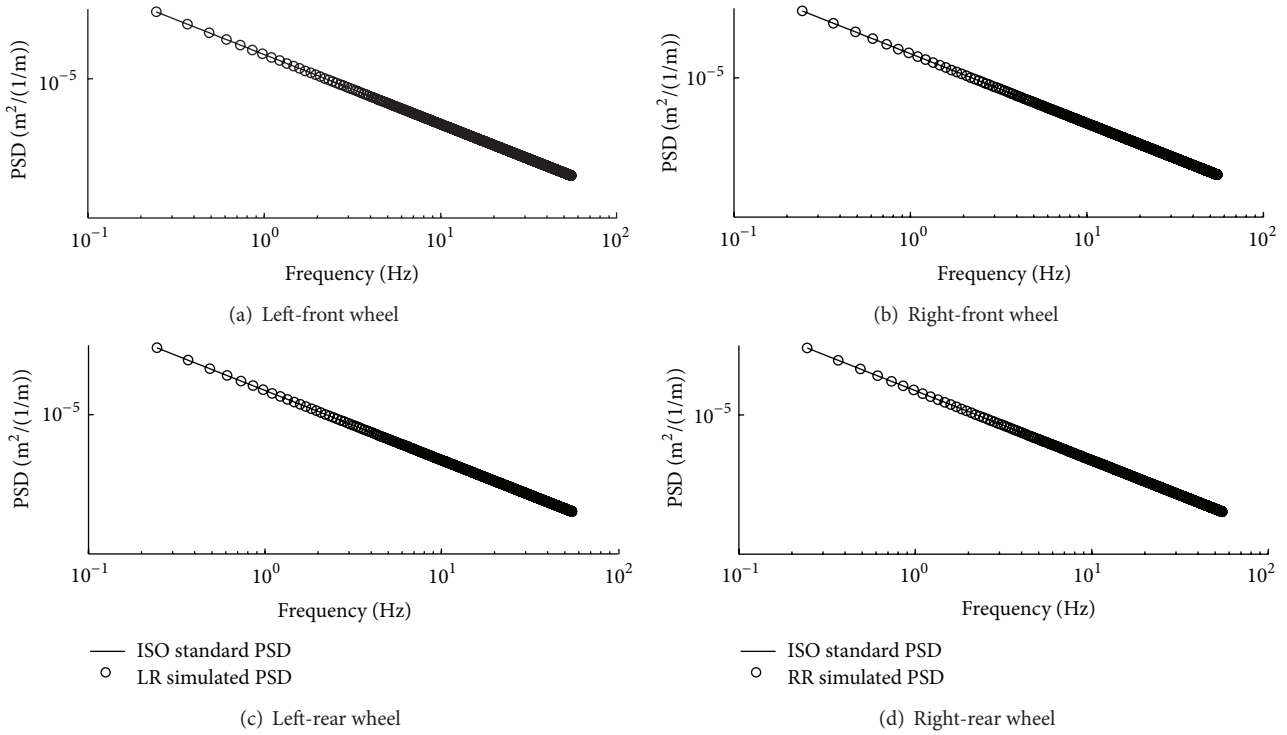 PSD (m²/(1/m))
10⁻⁵
10⁻¹ 10⁰ 10¹ 10²
Frequency (Hz)
(a) Left-front wheel
PSD (m²/(1/m))
10⁻⁵
10⁻¹ 10⁰ 10¹ 10²
Frequency (Hz)
(b) Right-front wheel
PSD (m²/(1/m))
10⁻⁵
10⁻¹ 10⁰ 10¹ 10²
Frequency (Hz)
ISO standard PSD
LR simulated PSD
(c) Left-rear wheel
PSD (m²/(1/m))
10⁻⁵
10⁻¹ 10⁰ 10¹ 10²
Frequency (Hz)
ISO standard PSD
RR simulated PSD
(d) Right-rear wheel